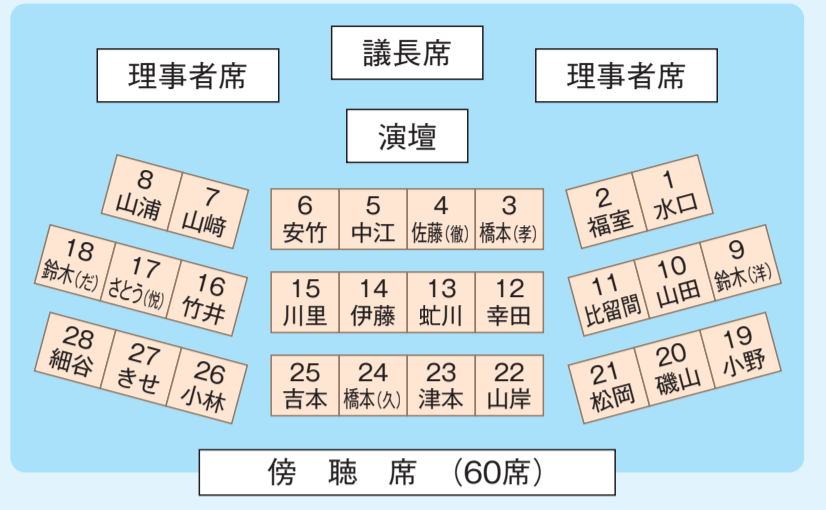 議長席
理事者席
理事者席
演壇
8
山浦
7
山﨑
6
安竹
5
中江
4
佐藤(徹)
3
橋本(孝)
2
福室
1
水口
18
鈴木(だ)
17
さとう(悦)
16
竹井
15
川里
14
伊藤
13
虻川
12
幸田
11
比留間
10
山田
9
鈴木(洋)
28
細谷
27
きせ
26
小林
25
吉本
24
橋本(久)
23
津本
22
山岸
21
松岡
20
磯山
19
小野
傍聴席（60席）